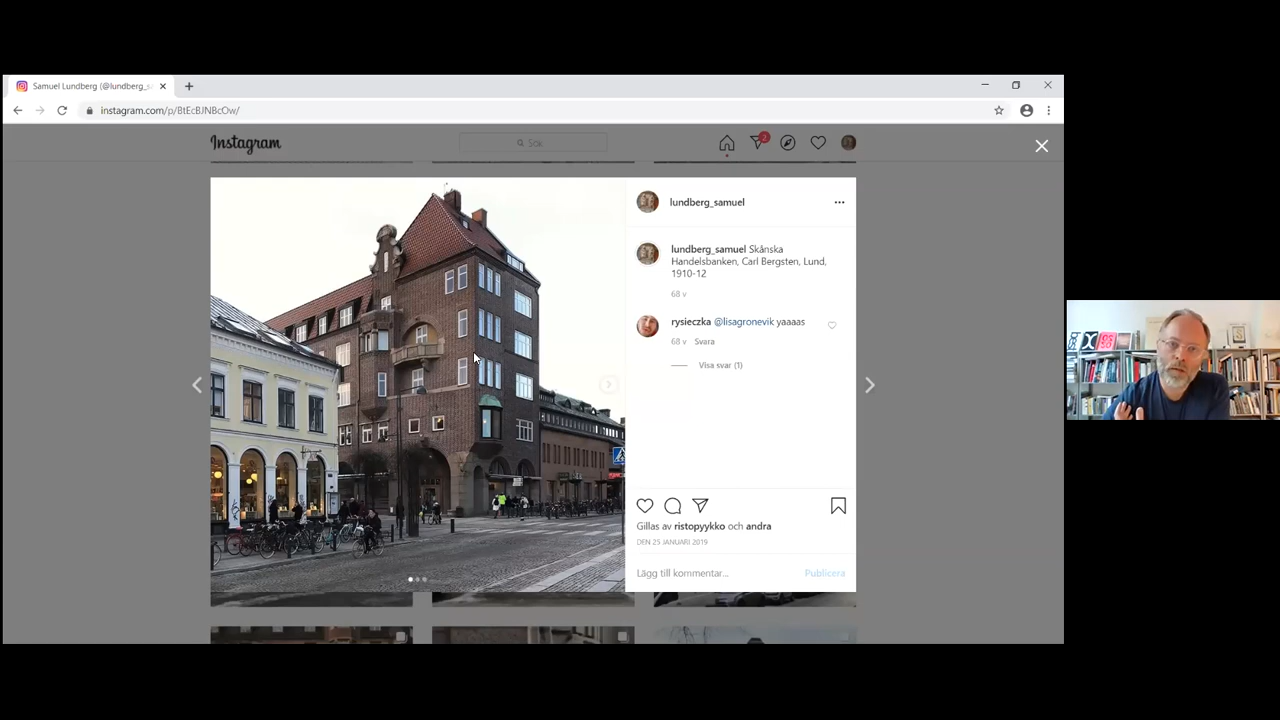 Samuel Lundberg (@lundberg_s
instagram.com/p/BtEcBJNBcOw/
Instagram
Sök
2
lundberg_samuel
lundberg_samuel Skånska
Handelsbanken, Carl Bergsten, Lund,
1910-12
68 v
rysieczka @lisagronevik yaaaas
68 v Svara
Visa svar (1)
Gillas av ristopyykko och andra
DEN 25 JANUARI 2019
Lägg till kommentar...
Publicera